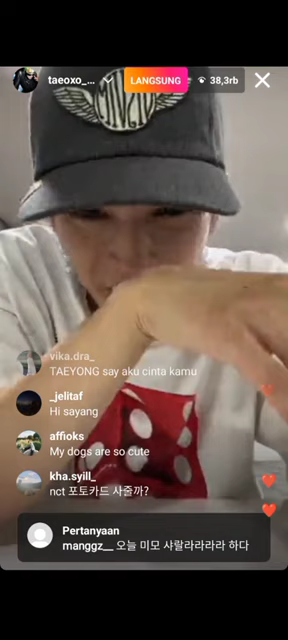 taeoxo_...
LANGSUNG
38,3rb
vika.dra_
TAEYONG say aku cinta kamu
_jelitaf
Hi sayang
affioks
My dogs are so cute
kha.syill_
nct 포토카드 사줄까?
Pertanyaan
manggz__ 오늘 미모 샤랄라라라라 하다